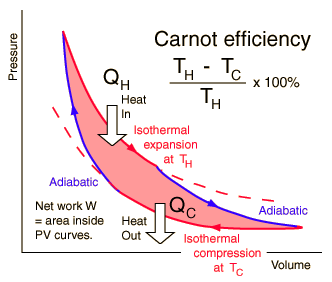 Carnot efficiency
T_H - T_C
T_H
x 100%
Pressure
Q_H
Heat
In
Isothermal
expansion
at T_H
Adiabatic
Net work W
= area inside
PV curves.
Q_C
Heat
Out
Adiabatic
Isothermal
compression
at T_C
Volume